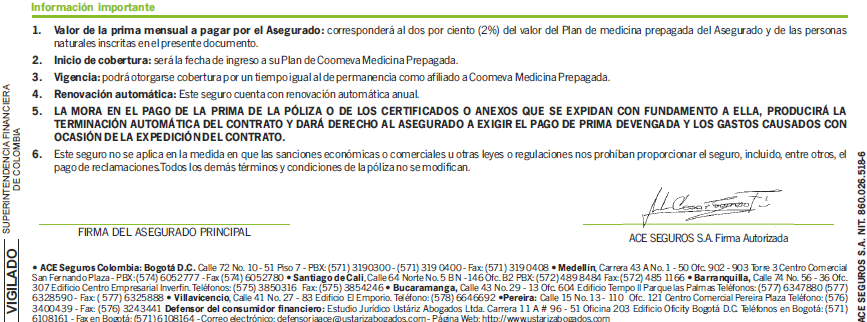 Información importante
1. Valor de la prima mensual a pagar por el Asegurado: corresponderá al dos por ciento (2%) del valor del Plan de medicina prepagada del Asegurado y de las personas
naturales inscritas en el presente documento.
2. Inicio de cobertura: será la fecha de ingreso a su Plan de Coomeva Medicina Prepagada.
3. Vigencia: podrá otorgarse cobertura por un tiempo igual al de permanencia como afiliado a Coomeva Medicina Prepagada.
4. Renovación automática: Este seguro cuenta con renovación automática anual.
5. LA MORA EN EL PAGO DE LA PRIMA DE LA PÓLIZA O DE LOS CERTIFICADOS O ANEXOS QUE SE EXPIDAN CON FUNDAMENTO A ELLA, PRODUCIRÁ LA
TERMINACIÓN AUTOMÁTICA DEL CONTRATO Y DARÁ DERECHO AL ASEGURADO A EXIGIR EL PAGO DE PRIMA DEVENGADA Y LOS GASTOS CAUSADOS CON
OCASIÓN DE LA EXPEDICIÓN DEL CONTRATO.
6. Este seguro no se aplica en la medida en que las sanciones económicas o comerciales u otras leyes o regulaciones nos prohíban proporcionar el seguro, incluido, entre otros, el
pago de reclamaciones. Todos los demás términos y condiciones de la póliza no se modifican.
FIRMA DEL ASEGURADO PRINCIPAL
ACE SEGUROS S.A. Firma Autorizada
• ACE Seguros Colombia: Bogotá D.C. Calle 72 No. 10 - 51 Piso 7 - PBX: (571) 3190300 - (571) 319 0400 - Fax: (571) 319 0408 • Medellín, Carrera 43 A No. 1 - 50 Ofc. 902 - 903 Torre 3 Centro Comercial
San Fernando Plaza - PBX: (574) 6052777 - Fax (574) 6052780 • Santiago de Cali, Calle 64 Norte No. 5 BN - 146 Ofc. B2 PBX: (572) 489 8484 Fax: (572) 485 1166 • Barranquilla, Calle 74 No. 56 - 36 Ofc.
307 Edificio Centro Empresarial Inverfín. Teléfonos: (575) 3850316 Fax: (575) 3854246 • Bucaramanga, Calle 43 No. 29 - 13 Ofc. 604 Edificio Tempo II Parque las Palmas Teléfonos: (577) 6347880 (577)
6328590 - Fax: (577) 6325888 • Villavicencio, Calle 41 No. 27 - 83 Edificio El Emporio. Teléfono: (578) 6646692 •Pereira: Calle 15 No. 13 - 110 Ofc. 121 Centro Comercial Pereira Plaza Teléfono: (576)
3400439 - Fax: (576) 3243441 Defensor del consumidor financiero: Estudio Jurídico Ustáriz Abogados Ltda. Carrera 11 A # 96 - 51 Oficina 203 Edificio Oficity Bogotá D.C. Teléfonos en Bogotá: (571)
6108161 - Fax en Bogotá: (571) 6108164 - Correo electrónico: defensoriaace@ustarizabogados.com - Página Web: http://www.ustarizabogados.com
VIGILADO
SUPERINTENDENCIA FINANCIERA
DE COLOMBIA
ACE SEGUROS S.A. NIT. 860.026.518-6